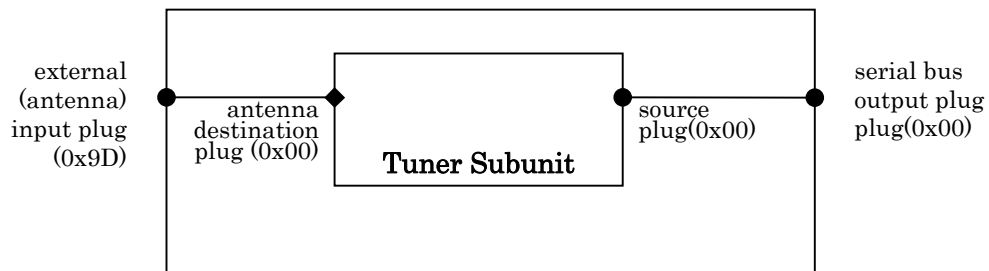 external
(antenna)
input plug
(0x9D)
antenna
destination
plug (0x00)
Tuner Subunit
source
plug(0x00)
serial bus
output plug
plug(0x00)